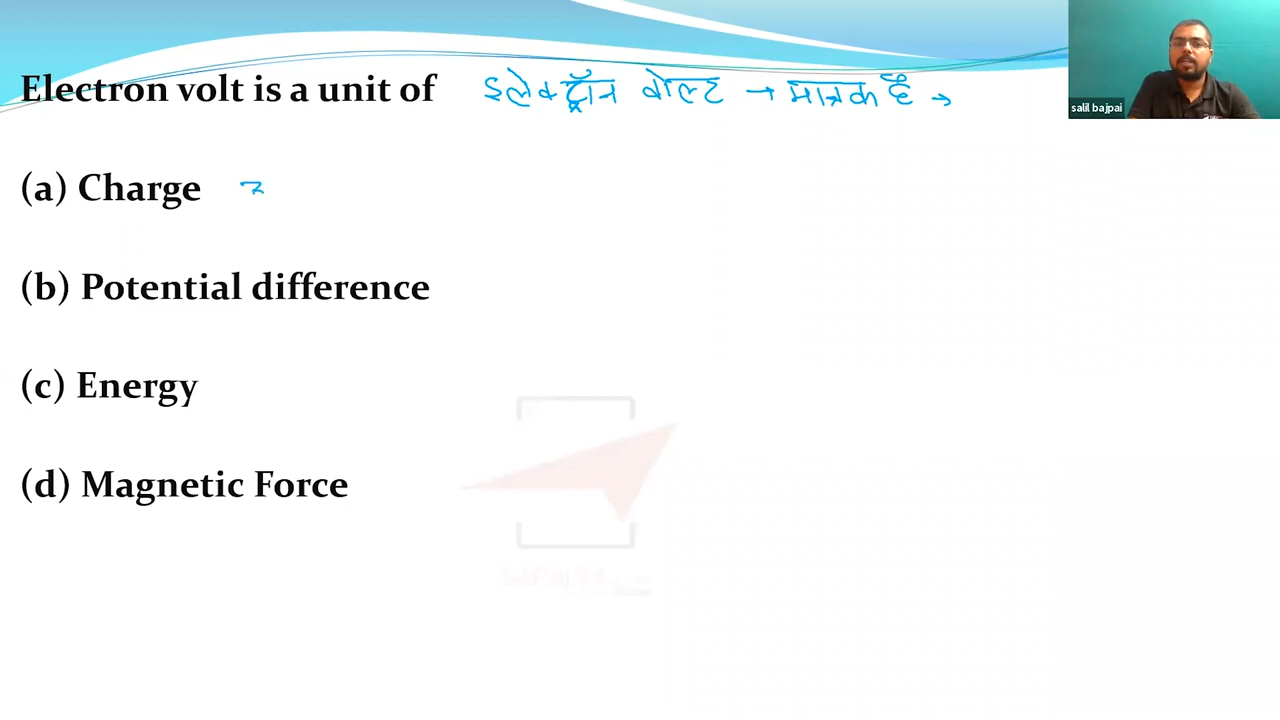 Electron volt is a unit of इलेक्ट्रॉन वोल्ट → मात्रक है →
salil bajpai
(a) Charge
(b) Potential difference
(c) Energy
(d) Magnetic Force